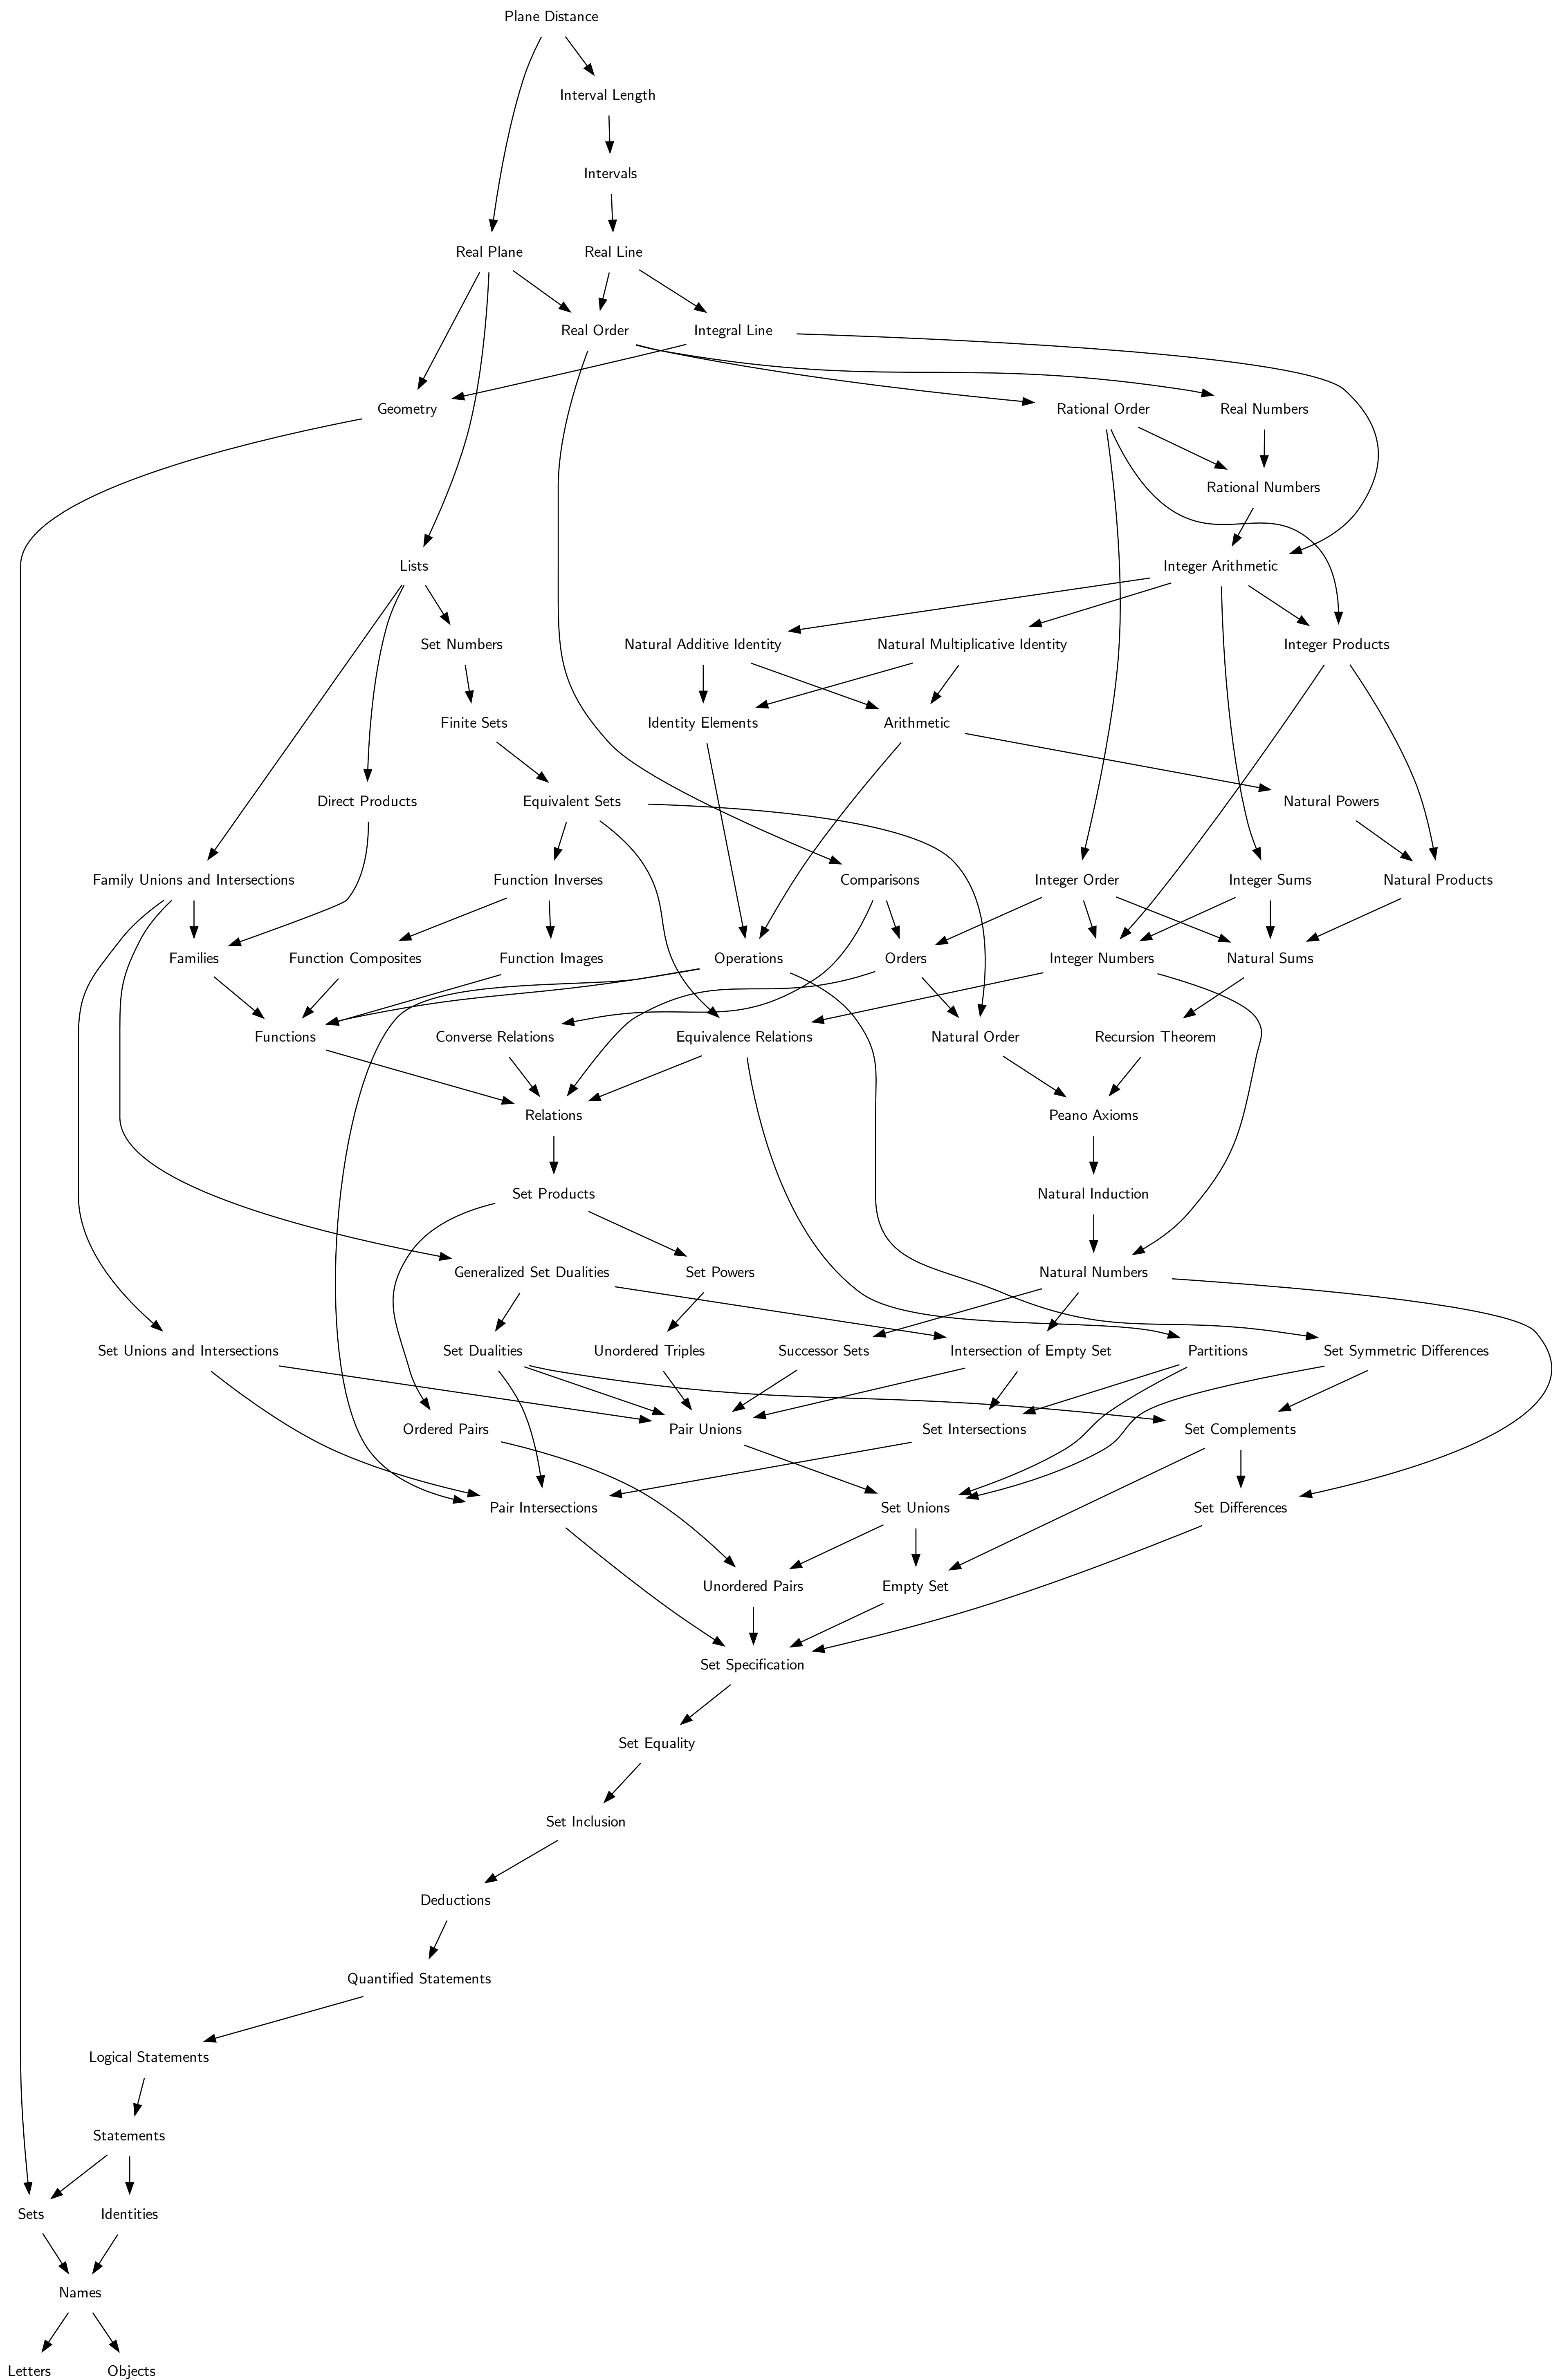 Plane Distance
Interval Length
Intervals
Real Plane
Real Line
Real Order
Integral Line
Geometry
Rational Order
Real Numbers
Rational Numbers
Lists
Integer Arithmetic
Set Numbers
Natural Additive Identity
Natural Multiplicative Identity
Integer Products
Finite Sets
Identity Elements
Arithmetic
Direct Products
Equivalent Sets
Natural Powers
Family Unions and Intersections
Function Inverses
Comparisons
Integer Order
Integer Sums
Natural Products
Families
Function Composites
Function Images
Operations
Orders
Integer Numbers
Natural Sums
Functions
Converse Relations
Equivalence Relations
Natural Order
Recursion Theorem
Relations
Peano Axioms
Set Products
Natural Induction
Generalized Set Dualities
Set Powers
Natural Numbers
Set Unions and Intersections
Set Dualities
Unordered Triples
Successor Sets
Intersection of Empty Set
Partitions
Set Symmetric Differences
Ordered Pairs
Pair Unions
Set Intersections
Set Complements
Pair Intersections
Set Unions
Set Differences
Unordered Pairs
Empty Set
Set Specification
Set Equality
Set Inclusion
Deductions
Quantified Statements
Logical Statements
Statements
Sets
Identities
Names
Letters
Objects